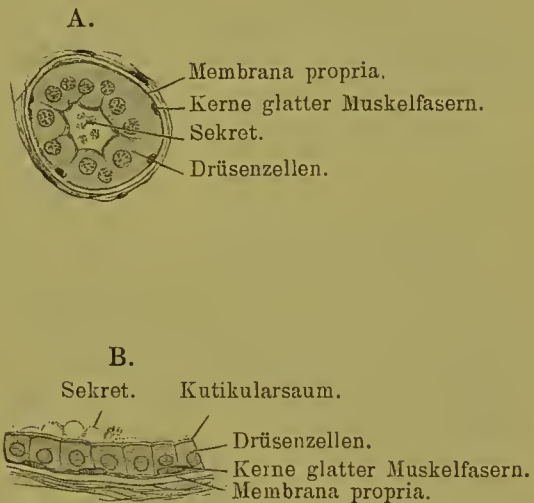 A.
Membrana propria.
Kerne glatter Muskelfasern.
Sekret.
Drüsenzellen.
B.
Sekret. Kutikularsaum.
Drüsenzellen.
Kerne glatter Muskelfasern.
Membrana propria.